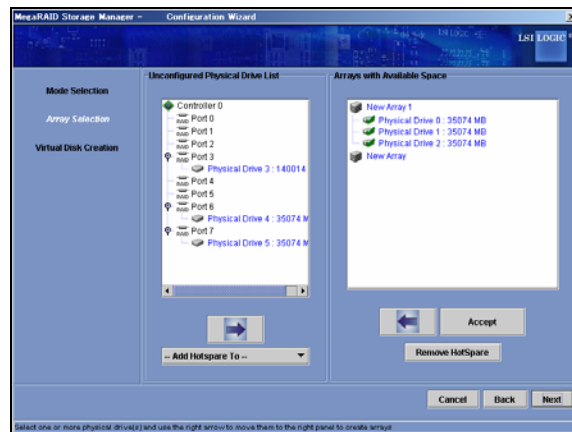 MegaRAID Storage Manager - Configuration Wizard
LSI LOGIC
Mode Selection
Array Selection
Virtual Disk Creation
Unconfigured Physical Drive List
Controller 0
Port 0
Port 1
Port 2
Port 3
Physical Drive 3 : 140014
Port 4
Port 5
Port 6
Physical Drive 4 : 35074 M
Port 7
Physical Drive 5 : 35074 M
-- Add Hotspare To --
Arrays with Available Space
New Array 1
Physical Drive 0 : 35074 MB
Physical Drive 1 : 35074 MB
Physical Drive 2 : 35074 MB
New Array
Accept
Remove HotSpare
Cancel
Back
Next
Select one or more physical drive(s) and use the right arrow to move them to the right panel to create arrays